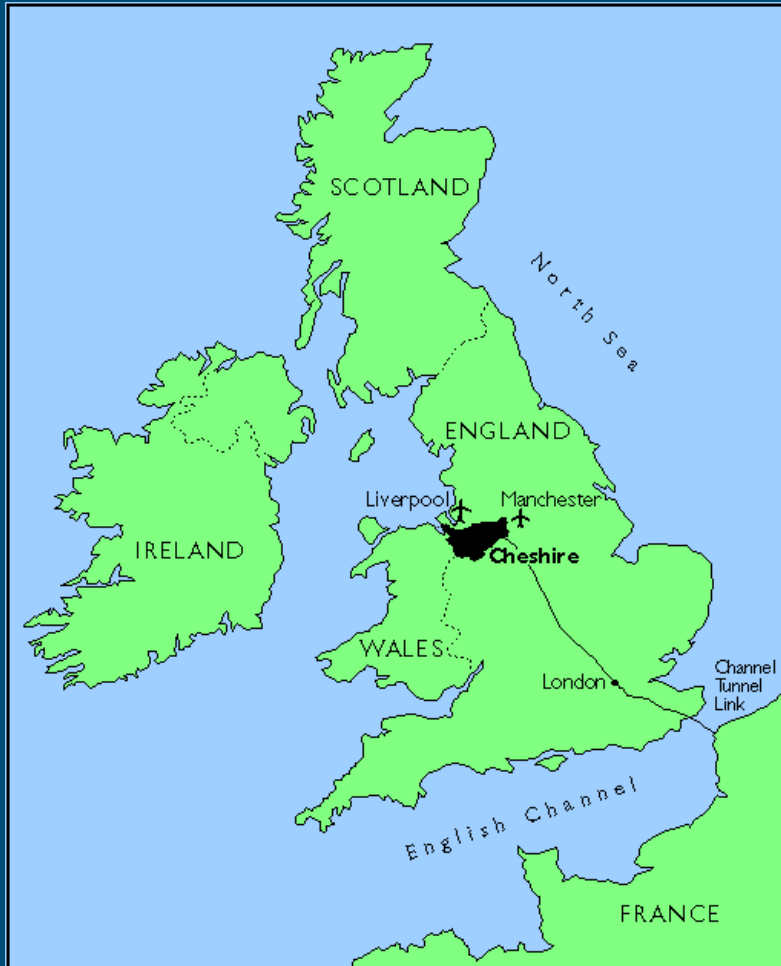 SCOTLAND
North Sea
ENGLAND
Liverpool
Manchester
IRELAND
Cheshire
WALES
London
Channel
Tunnel
Link
English Channel
FRANCE